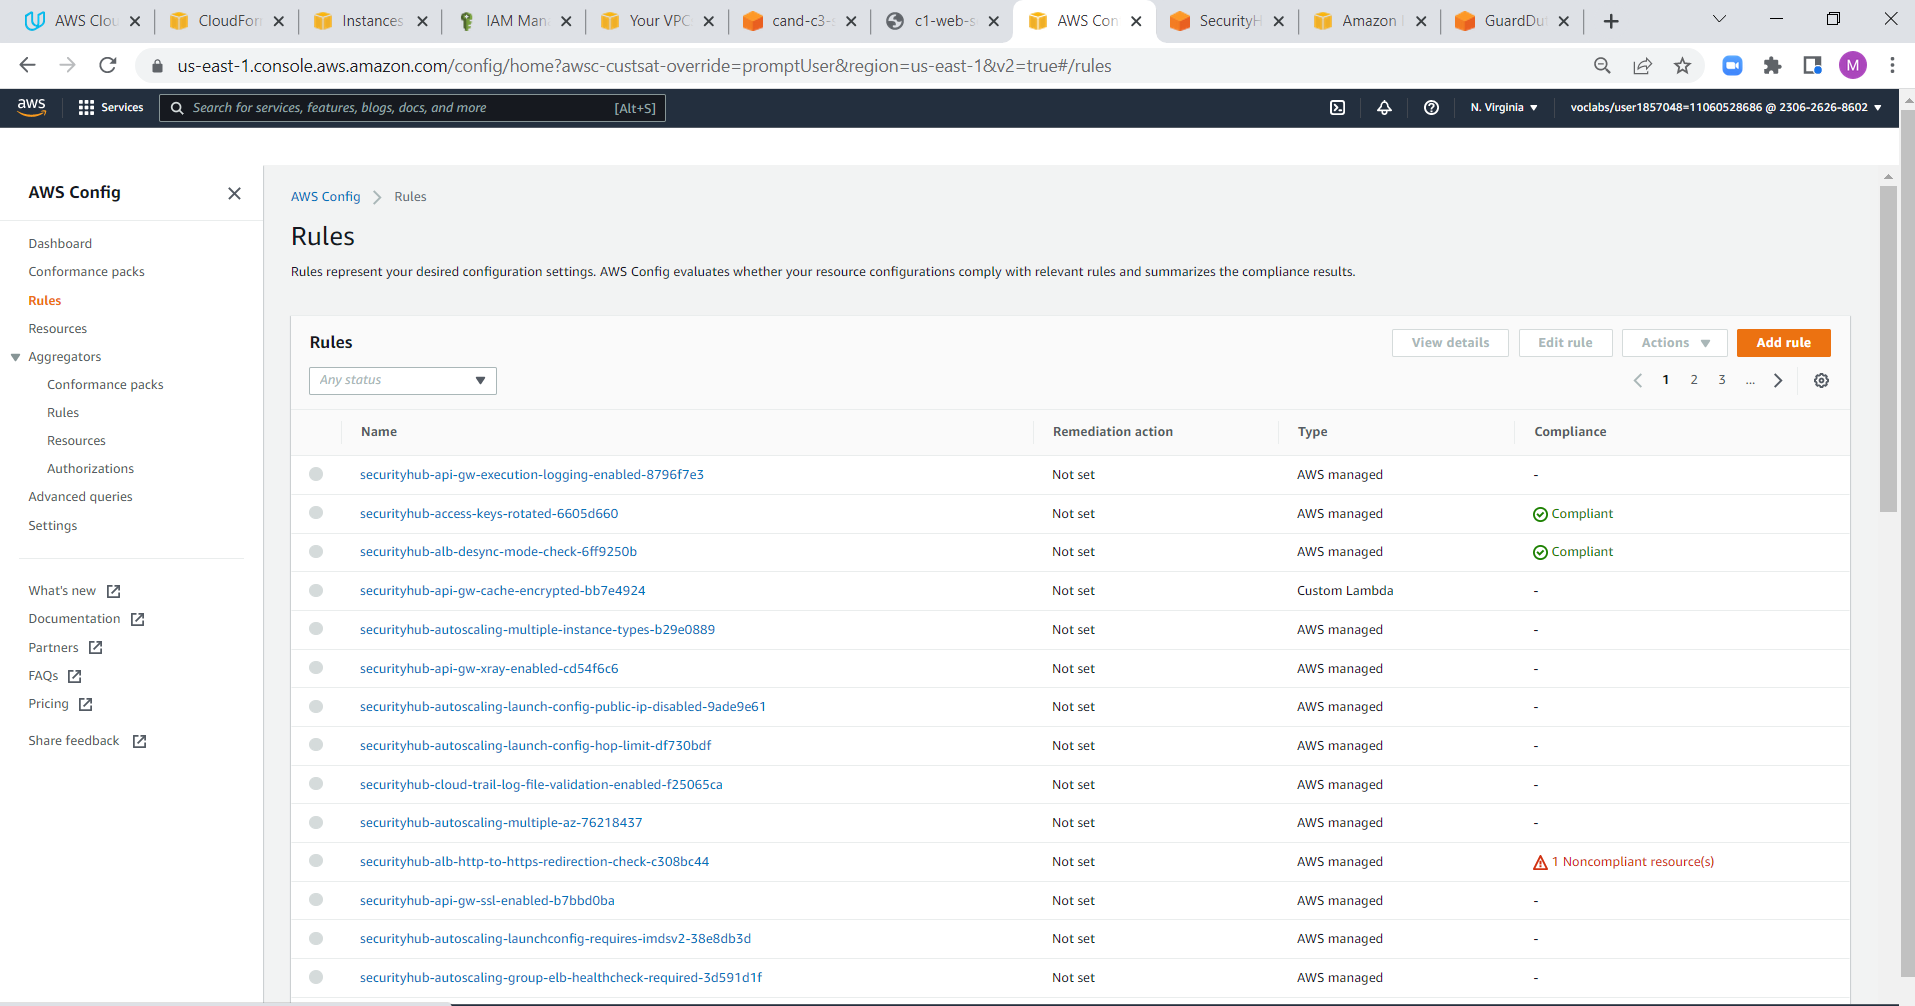 AWS Clou
CloudFor
Instances
IAM Man
Your VPC
cand-c3-s
c1-web-s
AWS Con
SecurityH
Amazon
GuardDut
us-east-1.console.aws.amazon.com/config/home?awsc-custsat-override=promptUser&region=us-east-1&v2=true#/rules
M
aws
Services
Search for services, features, blogs, docs, and more
[Alt+S]
N. Virginia
voclabs/user1857048=11060528686 @ 2306-2626-8602
AWS Config
Dashboard
Conformance packs
Rules
Resources
Aggregators
Conformance packs
Rules
Resources
Authorizations
Advanced queries
Settings
What's new
Documentation
Partners
FAQs
Pricing
Share feedback
AWS Config > Rules
Rules
Rules represent your desired configuration settings. AWS Config evaluates whether your resource configurations comply with relevant rules and summarizes the compliance results.
Rules
View details
Edit rule
Actions
Add rule
Any status
1 2 3 ...
Name Remediation action Type Compliance
securityhub-api-gw-execution-logging-enabled-8796f7e3 Not set AWS managed -
securityhub-access-keys-rotated-6605d660 Not set AWS managed Compliant
securityhub-alb-desync-mode-check-6ff9250b Not set AWS managed Compliant
securityhub-api-gw-cache-encrypted-bb7e4924 Not set Custom Lambda -
securityhub-autoscaling-multiple-instance-types-b29e0889 Not set AWS managed -
securityhub-api-gw-xray-enabled-cd54f6c6 Not set AWS managed -
securityhub-autoscaling-launch-config-public-ip-disabled-9ade9e61 Not set AWS managed -
securityhub-autoscaling-launch-config-hop-limit-df730bdf Not set AWS managed -
securityhub-cloud-trail-log-file-validation-enabled-f25065ca Not set AWS managed -
securityhub-autoscaling-multiple-az-76218437 Not set AWS managed -
securityhub-alb-http-to-https-redirection-check-c308bc44 Not set AWS managed 1 Noncompliant resource(s)
securityhub-api-gw-ssl-enabled-b7bbd0ba Not set AWS managed -
securityhub-autoscaling-launchconfig-requires-imdsv2-38e8db3d Not set AWS managed -
securityhub-autoscaling-group-elb-healthcheck-required-3d591d1f Not set AWS managed -